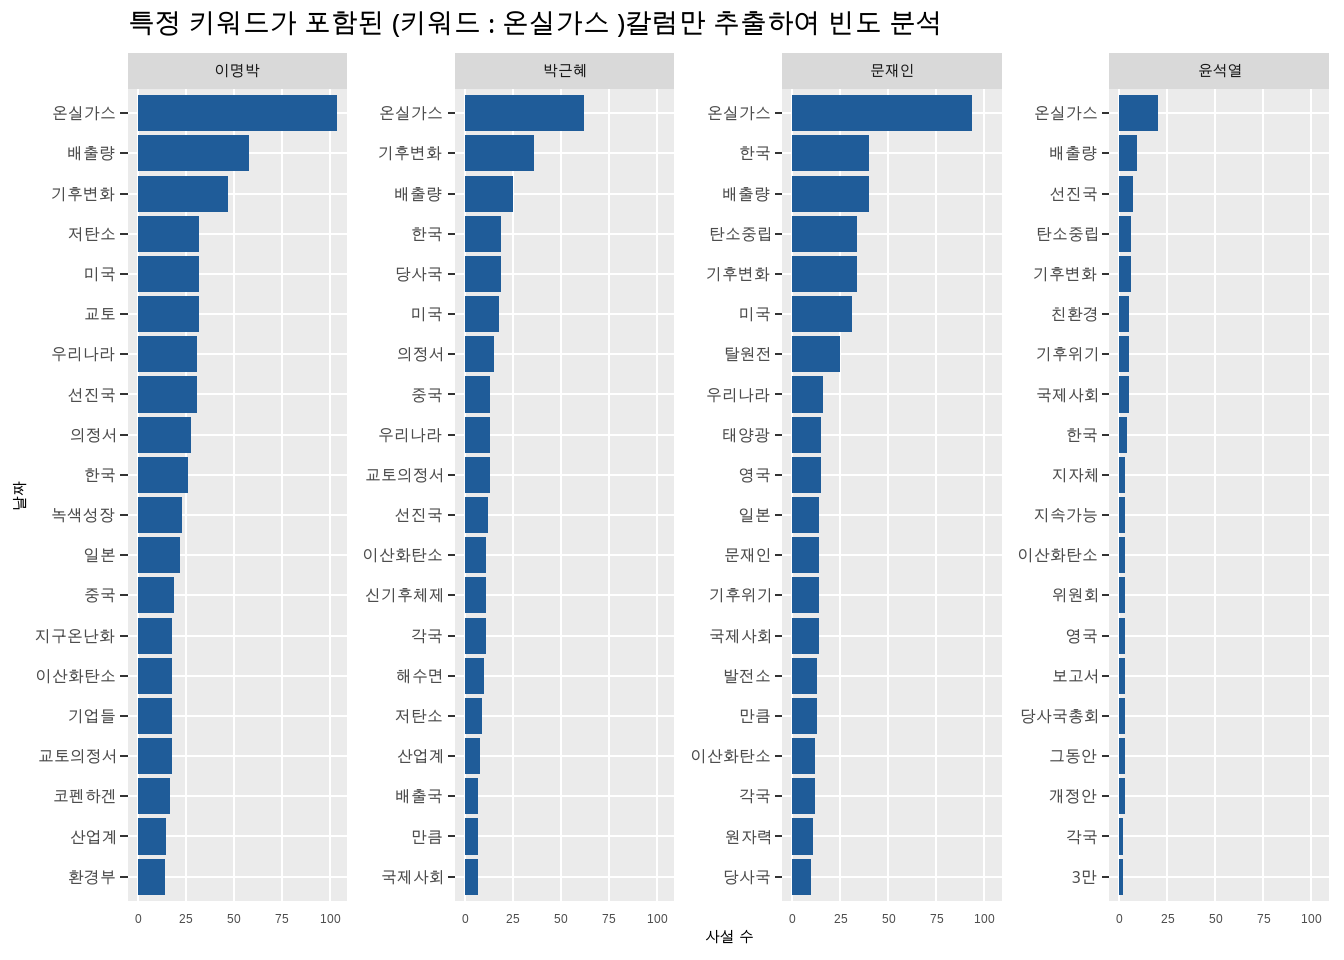 특정 키워드가 포함된 (키워드 : 온실가스 )칼럼만 추출하여 빈도 분석
이명박
온실가스
배출량
기후변화
저탄소
미국
교토
우리나라
선진국
의정서
한국
녹색성장
일본
중국
지구온난화
이산화탄소
기업들
교토의정서
코펜하겐
산업계
환경부
0 25 50 75 100
박근혜
온실가스
기후변화
배출량
한국
당사국
미국
의정서
중국
우리나라
교토의정서
선진국
이산화탄소
신기후체제
각국
해수면
저탄소
산업계
배출국
만큼
국제사회
0 25 50 75 100
문재인
온실가스
한국
배출량
탄소중립
기후변화
미국
탈원전
우리나라
태양광
영국
일본
문재인
기후위기
국제사회
발전소
만큼
이산화탄소
각국
원자력
당사국
0 25 50 75 100
윤석열
온실가스
배출량
선진국
탄소중립
기후변화
친환경
기후위기
국제사회
한국
지자체
지속가능
이산화탄소
위원회
영국
보고서
당사국총회
그동안
개정안
각국
3만
0 25 50 75 100
날짜
사설 수